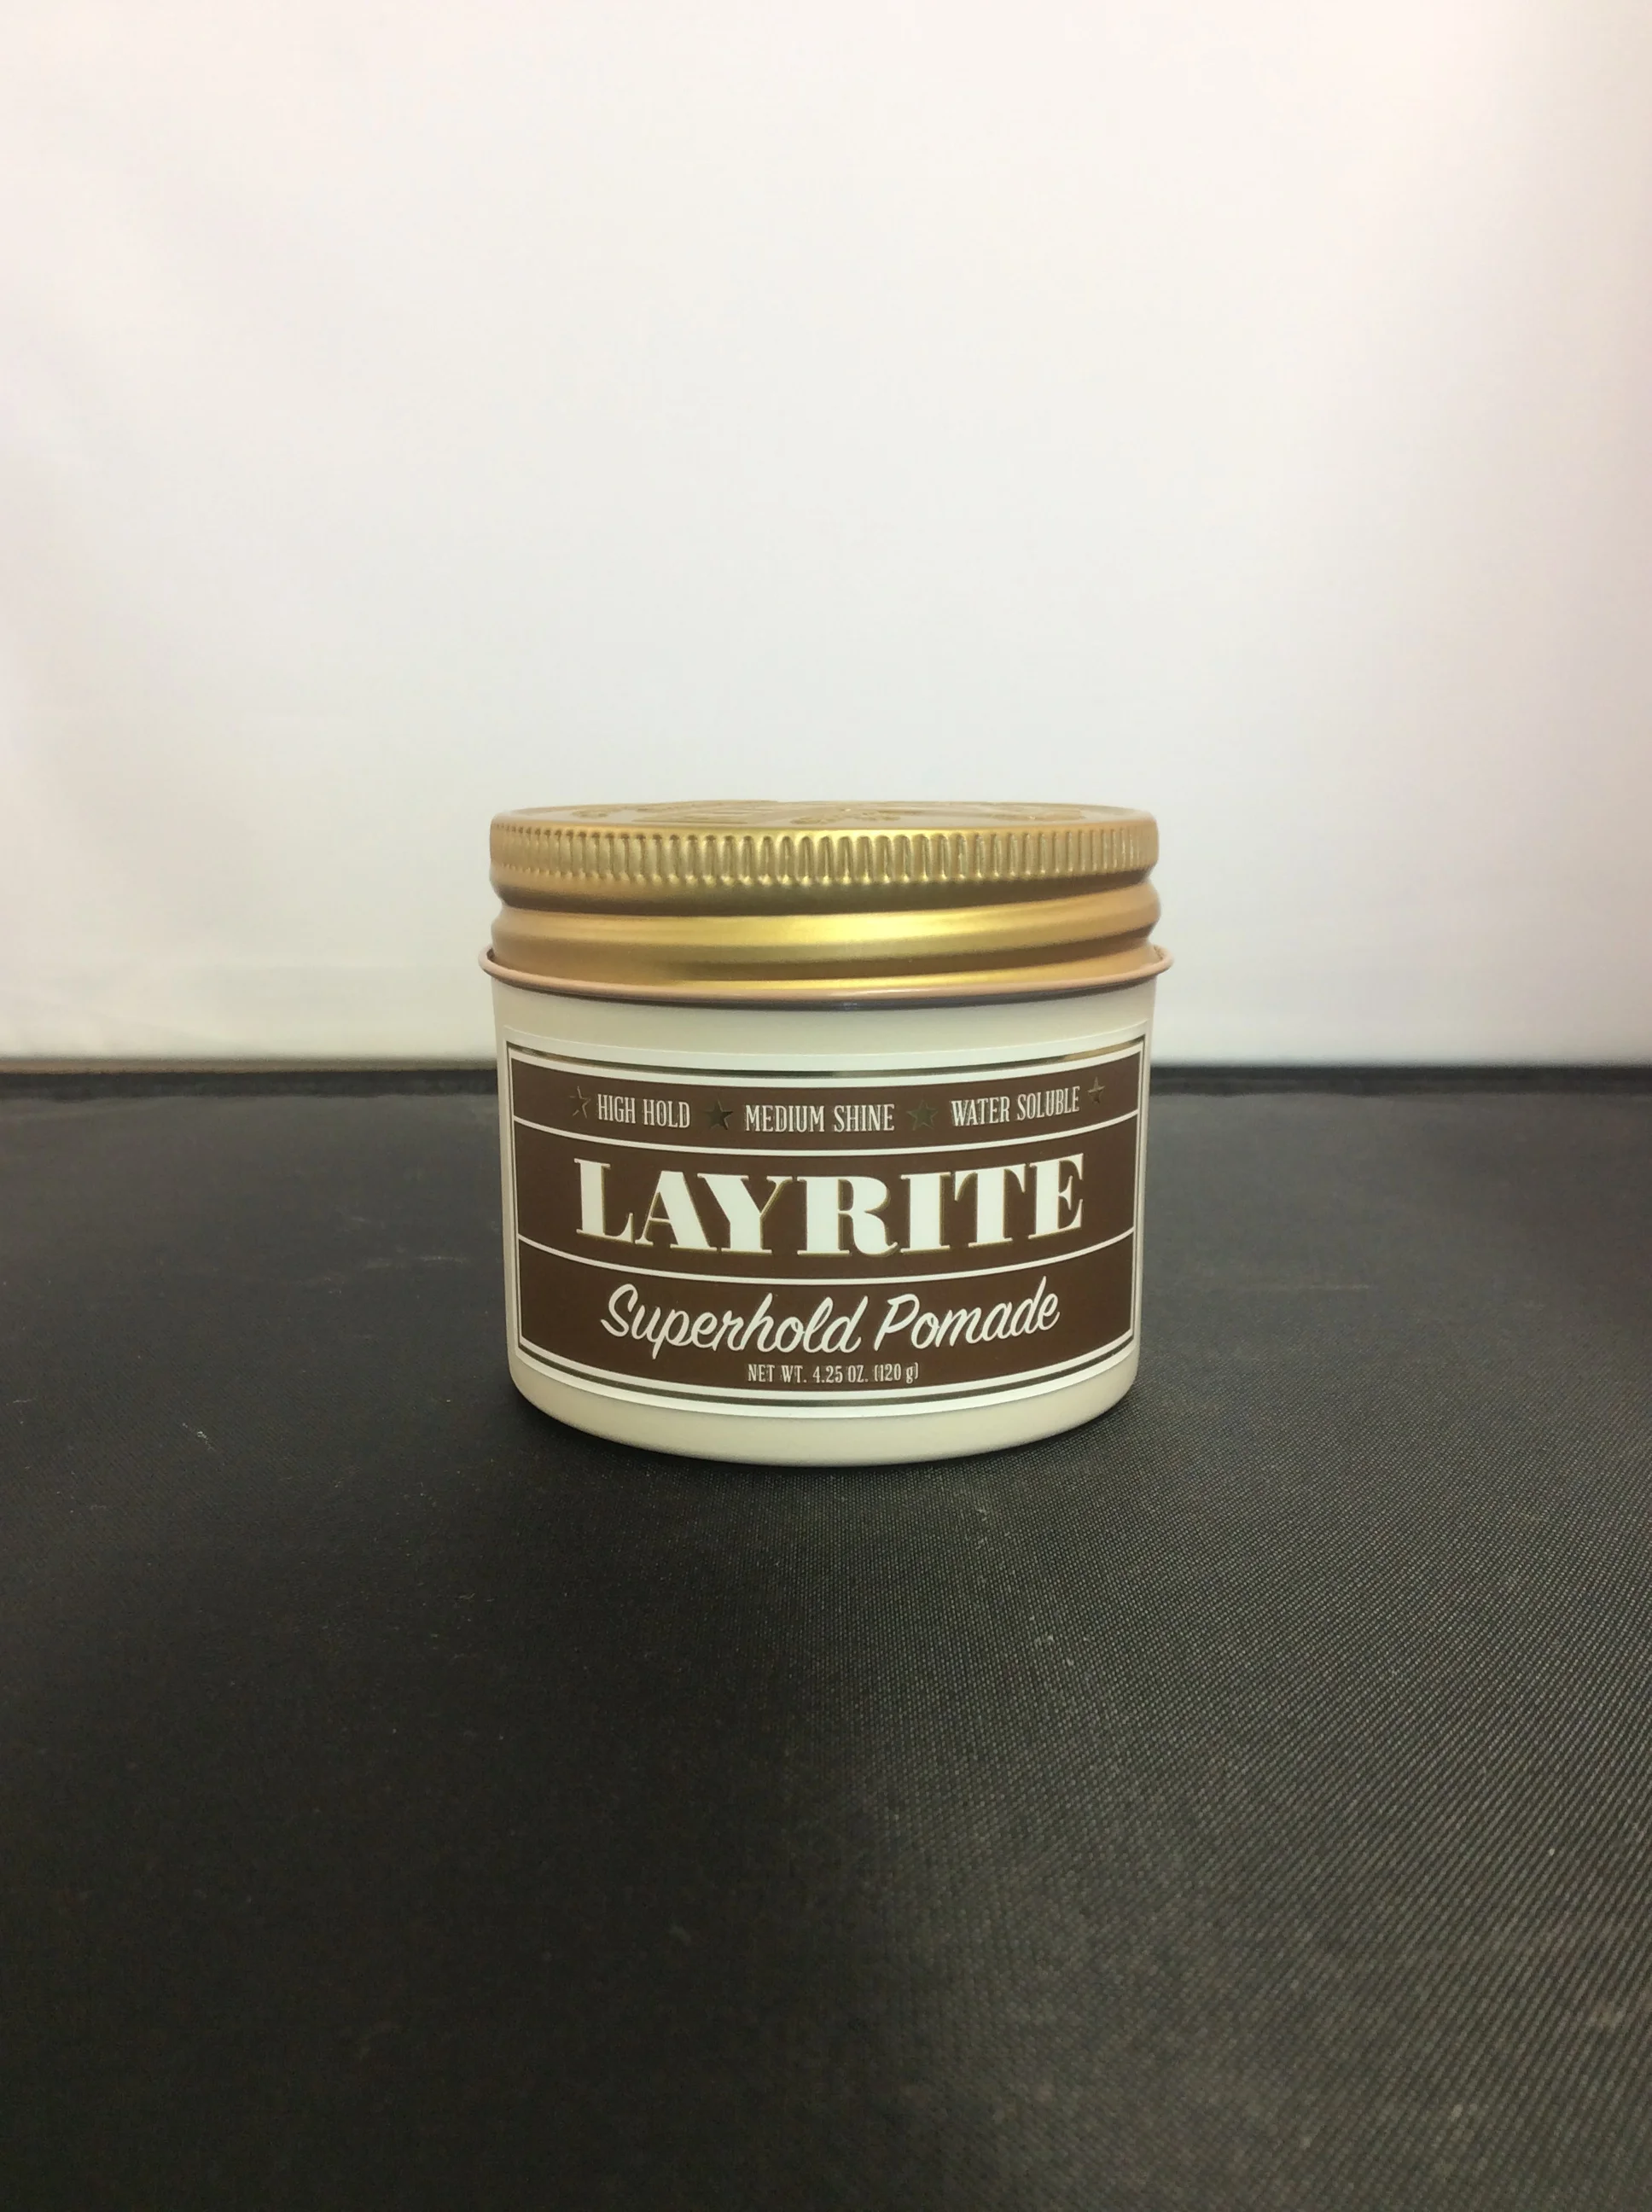 HIGH HOLD MEDIUM SHINE WATER SOLUBLE
LAYRITE
Superhold Pomade
NET WT. 4.25 OZ. (120 g)